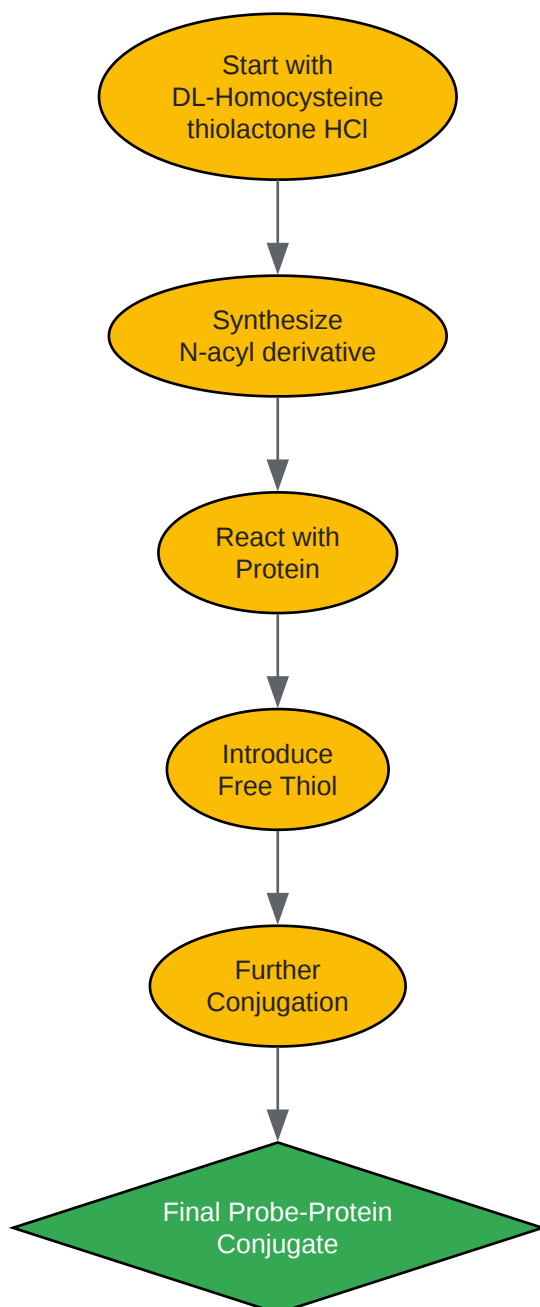 Start with
DL-Homocysteine
thiolactone HCl
Synthesize
N-acyl derivative
React with
Protein
Introduce
Free Thiol
Further
Conjugation
Final Probe-Protein
Conjugate